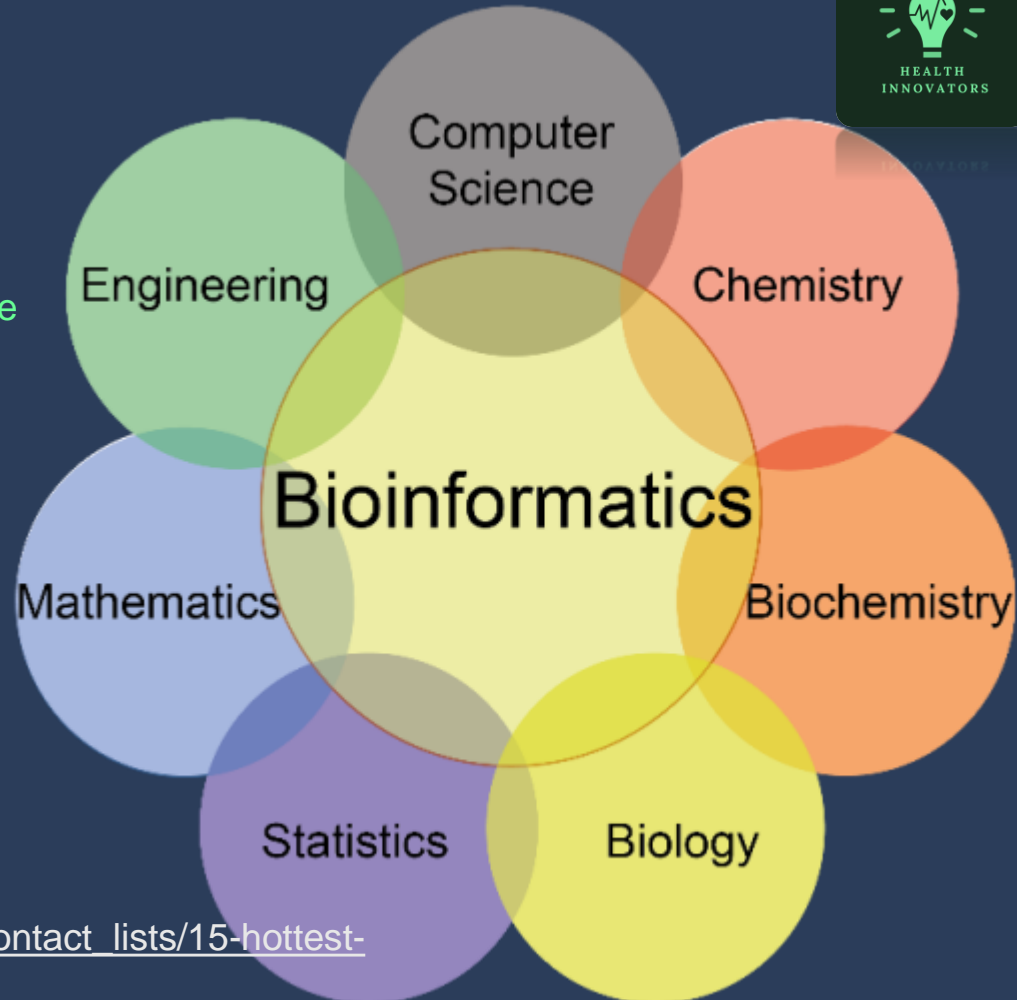 HEALTH
INNOVATORS
Computer
Science
Engineering
Chemistry
e
Bioinformatics
Mathematics
Biochemistry
Statistics
Biology
ontact_lists/15-hottest-